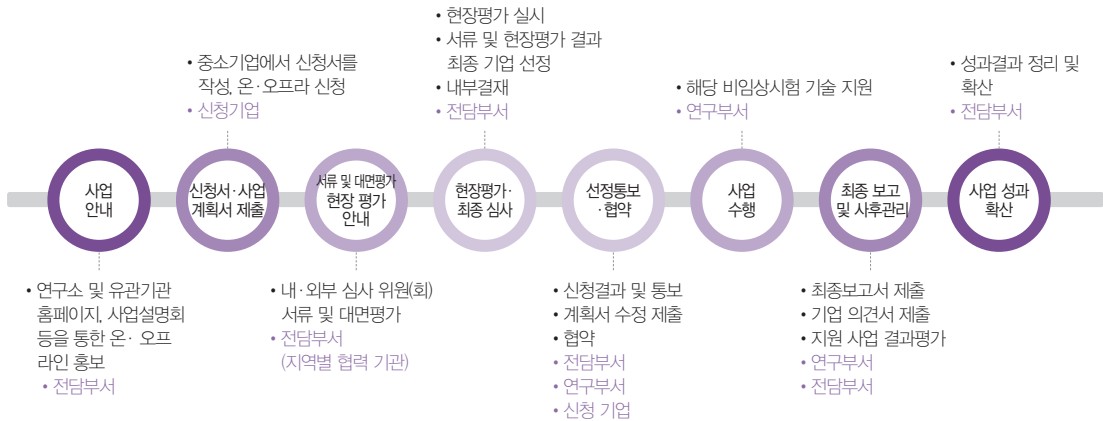 • 현장평가 실시
• 서류 및 현장평가 결과
최종 기업 선정
• 내부결재
• 전담부서
• 중소기업에서 신청서를
작성, 온·오프라 신청
• 신청기업
• 해당 비임상시험 기술 지원
• 연구부서
• 성과결과 정리 및
확산
• 전담부서
사업
안내
신청서·사업
계획서 제출
서류 및 대면평가
현장 평가
안내
현장평가·
최종 심사
선정통보
·협약
사업
수행
최종 보고
및 사후관리
사업 성과
확산
• 연구소 및 유관기관
홈페이지, 사업설명회
등을 통한 온· 오프
라인 홍보
• 전담부서
• 내·외부 심사 위원(회)
서류 및 대면평가
• 전담부서
(지역별 협력 기관)
• 신청결과 및 통보
• 계획서 수정 제출
• 협약
• 전담부서
• 연구부서
• 신청 기업
• 최종보고서 제출
• 기업 의견서 제출
• 지원 사업 결과평가
• 연구부서
• 전담부서